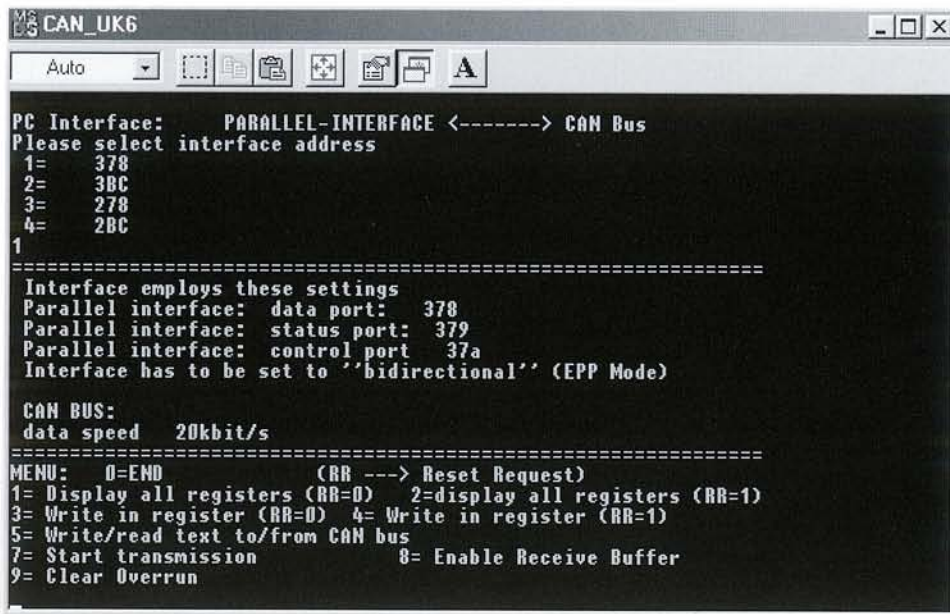 CAN_UK6
Auto
A
PC Interface: PARALLEL-INTERFACE <-------> CAN Bus
Please select interface address
1= 378
2= 3BC
3= 278
4= 2BC
1
================================================================
Interface employs these settings
Parallel interface: data port: 378
Parallel interface: status port: 379
Parallel interface: control port 37a
Interface has to be set to ''bidirectional'' (EPP Mode)
CAN BUS:
data speed 20kbit/s
================================================================
MENU: 0=END (RR ---> Reset Request)
1= Display all registers (RR=0) 2=display all registers (RR=1)
3= Write in register (RR=0) 4= Write in register (RR=1)
5= Write/read text to/from CAN bus
7= Start transmission 8= Enable Receive Buffer
9= Clear Overrun